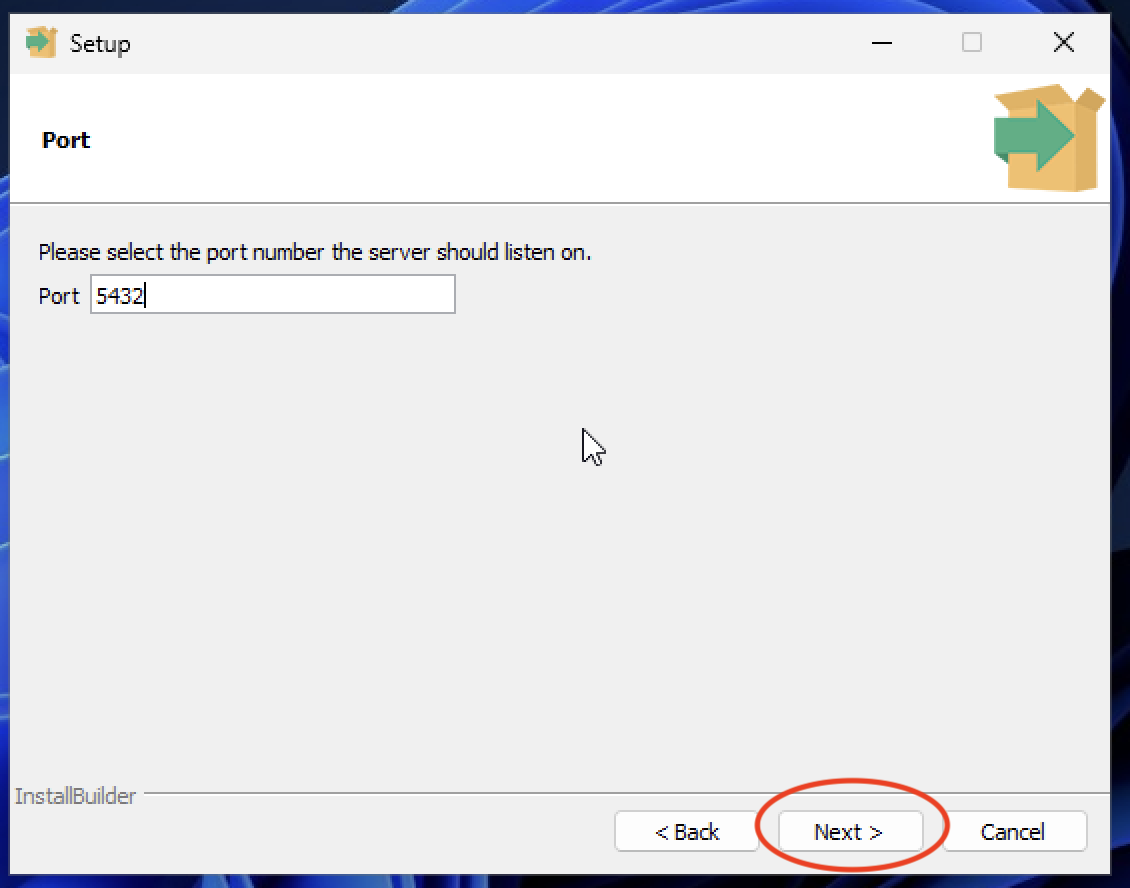 Setup
Port
Please select the port number the server should listen on.
Port 5432
InstallBuilder
< Back Next > Cancel